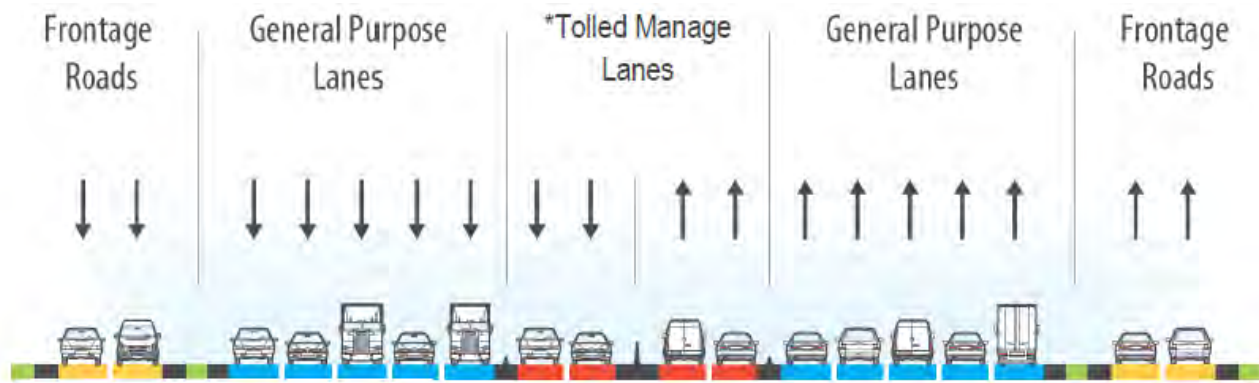 Frontage
Roads
General Purpose
Lanes
*Tolled Manage
Lanes
General Purpose
Lanes
Frontage
Roads